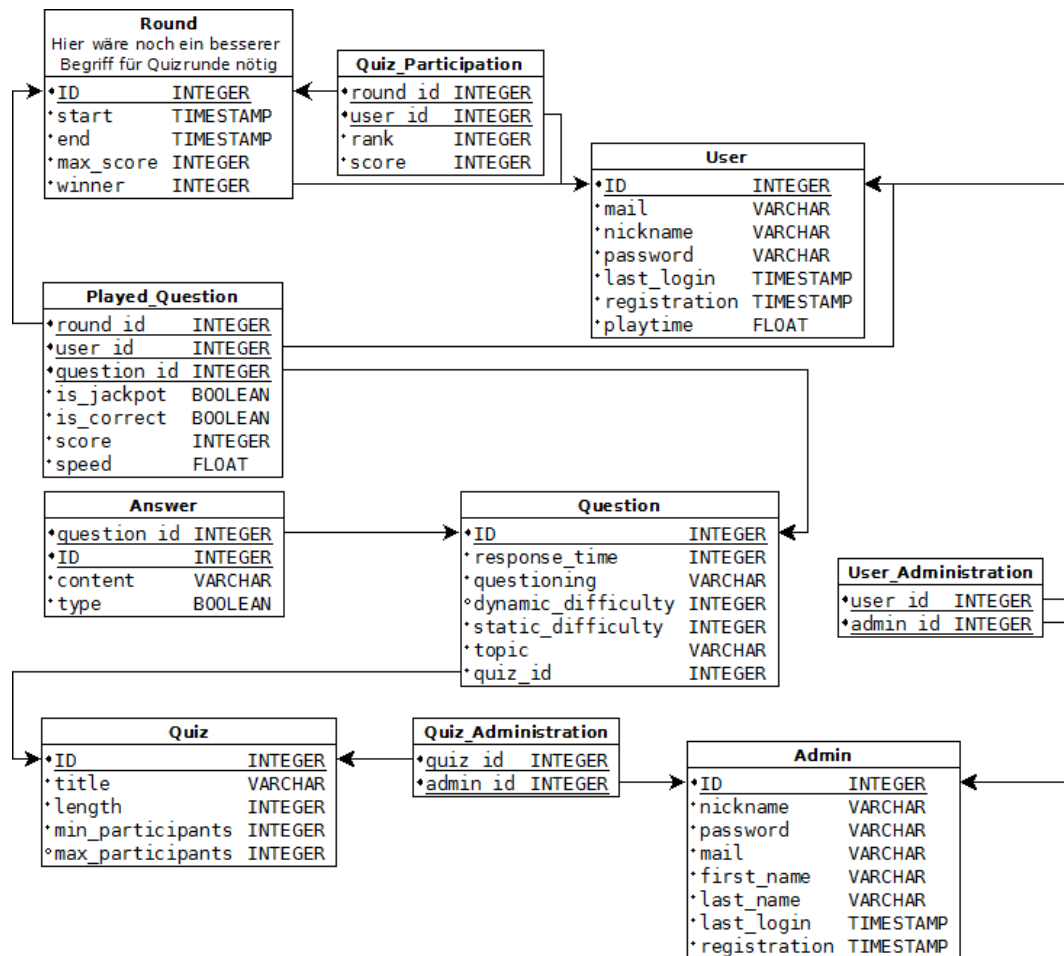 Round
Hier wäre noch ein besserer
Begriff für Quizrunde nötig
ID INTEGER
start TIMESTAMP
end TIMESTAMP
max_score INTEGER
winner INTEGER
Quiz_Participation
round_id INTEGER
user_id INTEGER
rank INTEGER
score INTEGER
User
ID INTEGER
mail VARCHAR
nickname VARCHAR
password VARCHAR
last_login TIMESTAMP
registration TIMESTAMP
playtime FLOAT
Played_Question
round_id INTEGER
user_id INTEGER
question_id INTEGER
is_jackpot BOOLEAN
is_correct BOOLEAN
score INTEGER
speed FLOAT
Answer
question_id INTEGER
ID INTEGER
content VARCHAR
type BOOLEAN
Question
ID INTEGER
response_time INTEGER
questioning VARCHAR
dynamic_difficulty INTEGER
static_difficulty INTEGER
topic VARCHAR
quiz_id INTEGER
User_Administration
user_id INTEGER
admin_id INTEGER
Quiz
ID INTEGER
title VARCHAR
length INTEGER
min_participants INTEGER
max_participants INTEGER
Quiz_Administration
quiz_id INTEGER
admin_id INTEGER
Admin
ID INTEGER
nickname VARCHAR
password VARCHAR
mail VARCHAR
first_name VARCHAR
last_name VARCHAR
last_login TIMESTAMP
registration TIMESTAMP